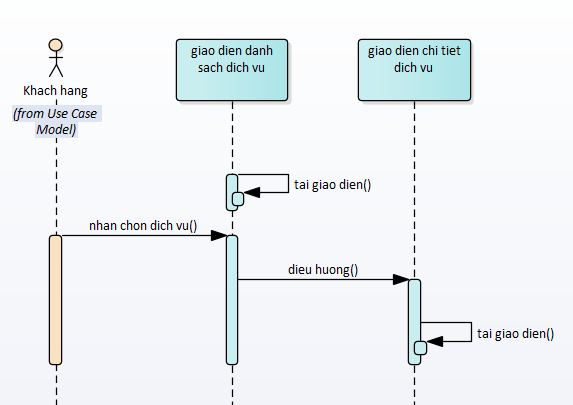 giao dien danh
sach dich vu
giao dien chi tiet
dich vu
Khach hang
(from Use Case
Model)
tai giao dien()
nhan chon dich vu()
dieu huong()
tai giao dien()